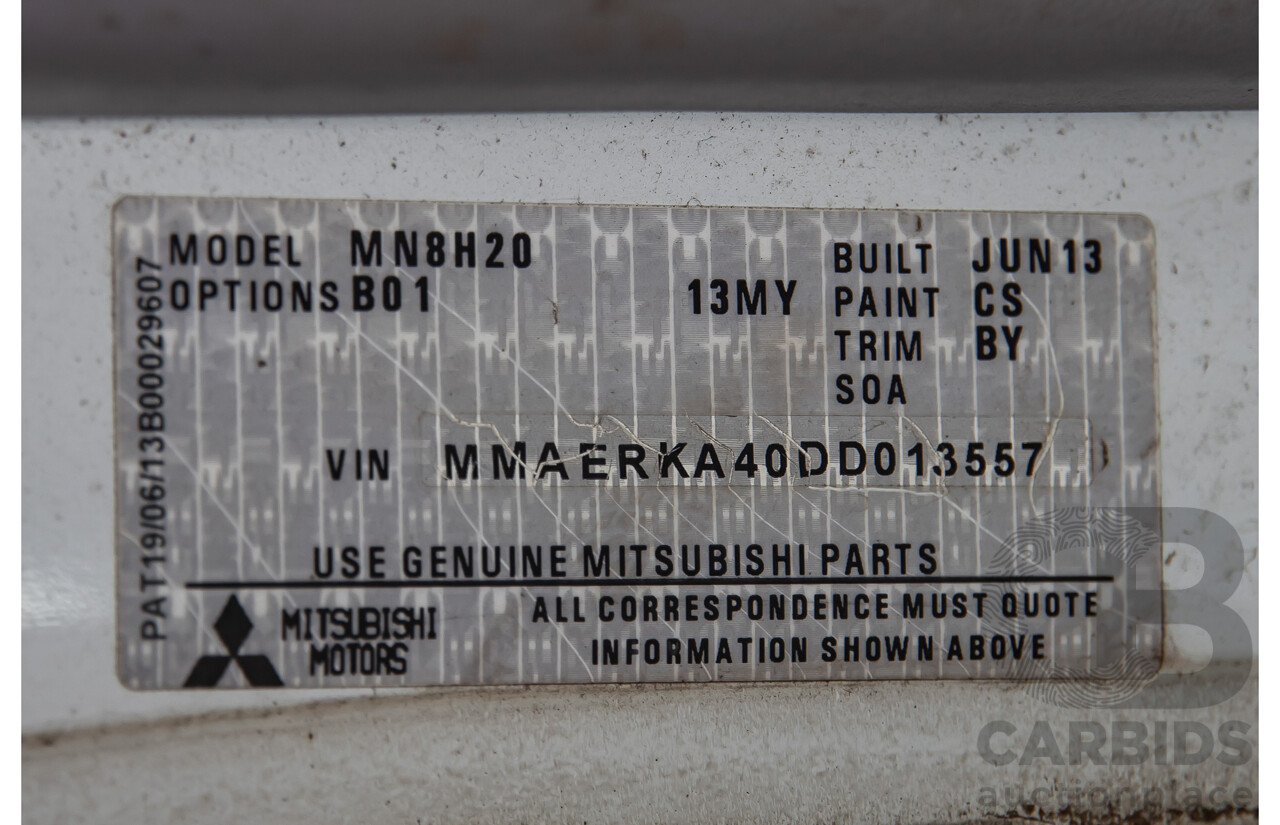 MODEL MN8H20
OPTIONS B01 13MY
BUILT JUN13
PAINT CS
TRIM BY
SOA
VIN MMAERKA40DD013557
USE GENUINE MITSUBISHI PARTS
MITSUBISHI
MOTORS
ALL CORRESPONDENCE MUST QUOTE
INFORMATION SHOWN ABOVE
PAT19/06/13B00029607
CARBIDS
auctionplace